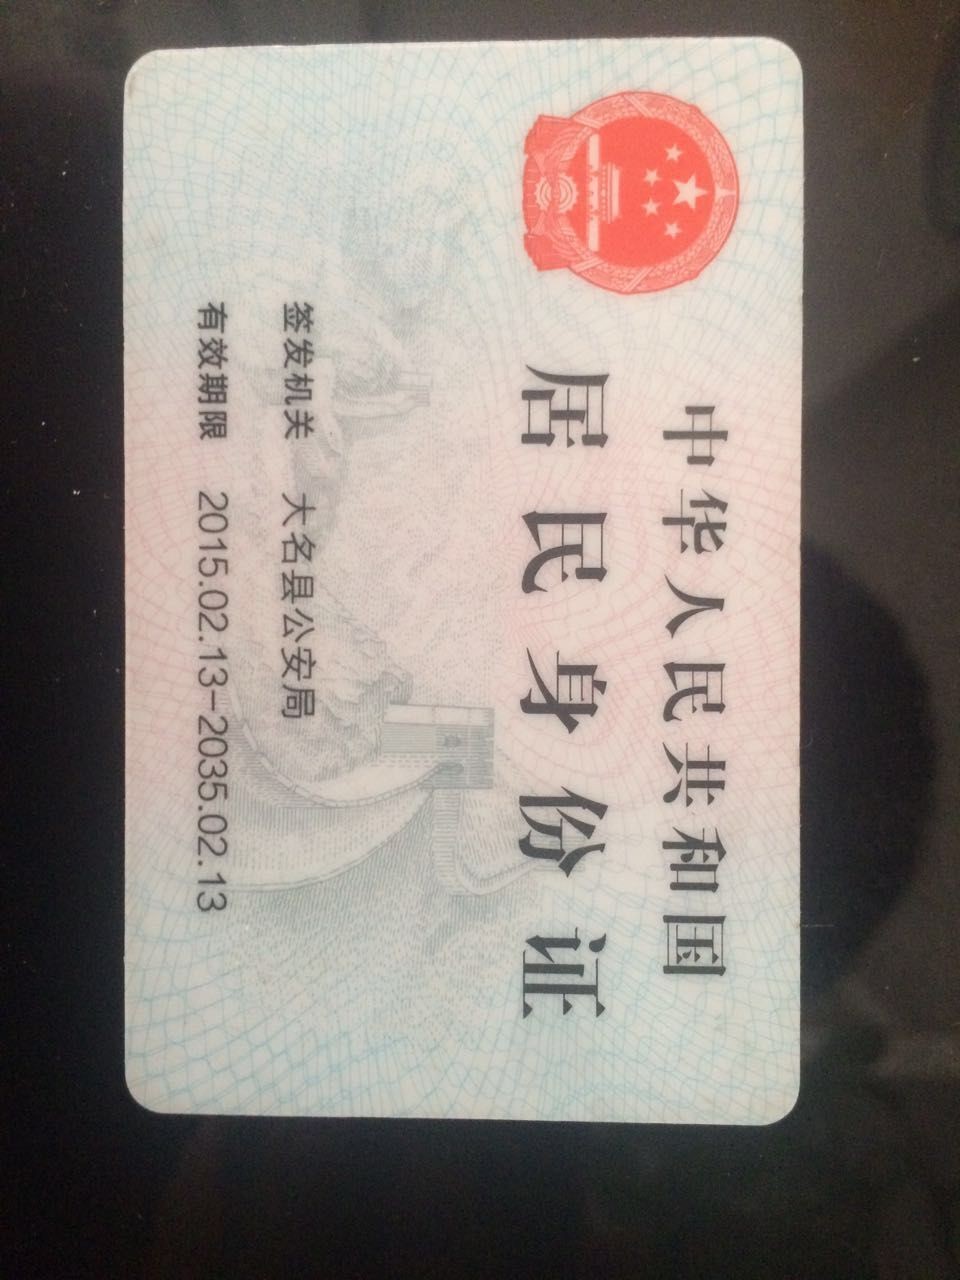 中华人民共和国
居民身份证
签发机关 大名县公安局
有效期限 2015.02.13-2035.02.13